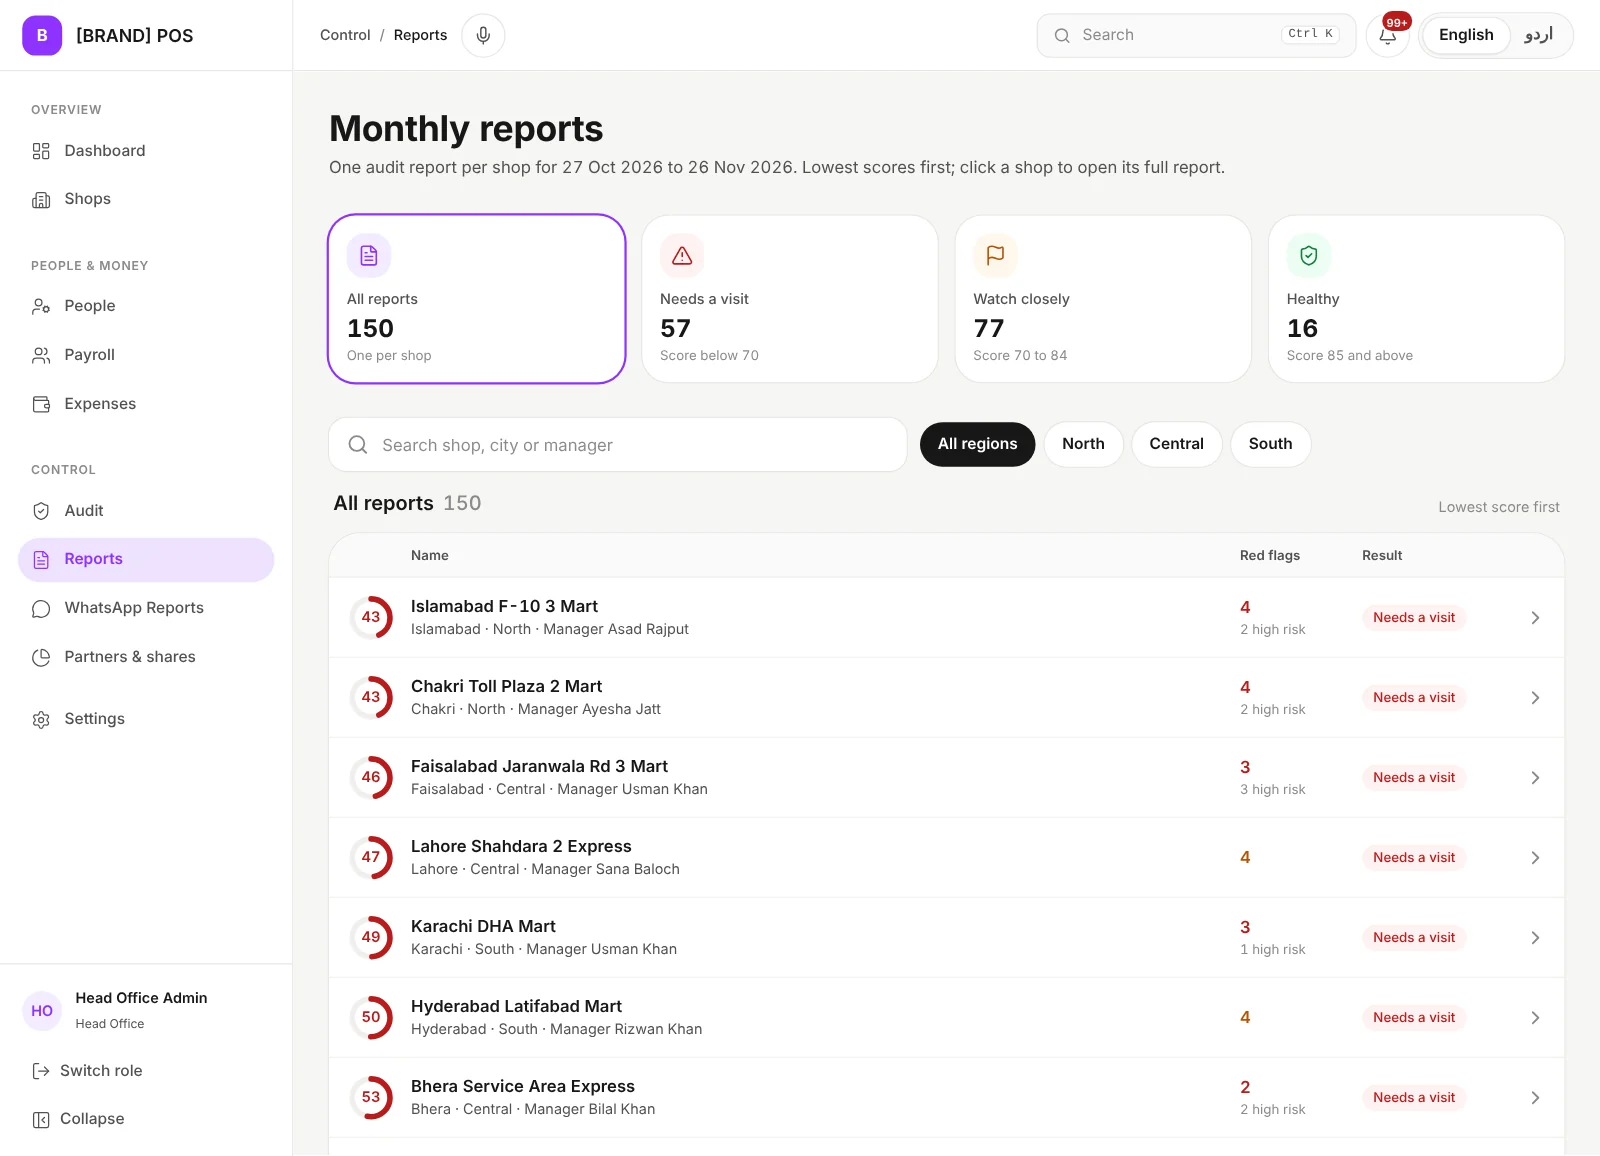 B
[BRAND] POS
Control / Reports
Search
Ctrl K
99+
English
اردو
OVERVIEW
Dashboard
Shops
PEOPLE & MONEY
People
Payroll
Expenses
CONTROL
Audit
Reports
WhatsApp Reports
Partners & shares
Settings
HO
Head Office Admin
Head Office
Switch role
Collapse
Monthly reports
One audit report per shop for 27 Oct 2026 to 26 Nov 2026. Lowest scores first; click a shop to open its full report.
All reports
150
One per shop
Needs a visit
57
Score below 70
Watch closely
77
Score 70 to 84
Healthy
16
Score 85 and above
Search shop, city or manager
All regions
North
Central
South
All reports 150
Lowest score first
Name
Red flags
Result
43
Islamabad F-10 3 Mart
Islamabad · North · Manager Asad Rajput
4
2 high risk
Needs a visit
43
Chakri Toll Plaza 2 Mart
Chakri · North · Manager Ayesha Jatt
4
2 high risk
Needs a visit
46
Faisalabad Jaranwala Rd 3 Mart
Faisalabad · Central · Manager Usman Khan
3
3 high risk
Needs a visit
47
Lahore Shahdara 2 Express
Lahore · Central · Manager Sana Baloch
4
Needs a visit
49
Karachi DHA Mart
Karachi · South · Manager Usman Khan
3
1 high risk
Needs a visit
50
Hyderabad Latifabad Mart
Hyderabad · South · Manager Rizwan Khan
4
Needs a visit
53
Bhera Service Area Express
Bhera · Central · Manager Bilal Khan
2
2 high risk
Needs a visit